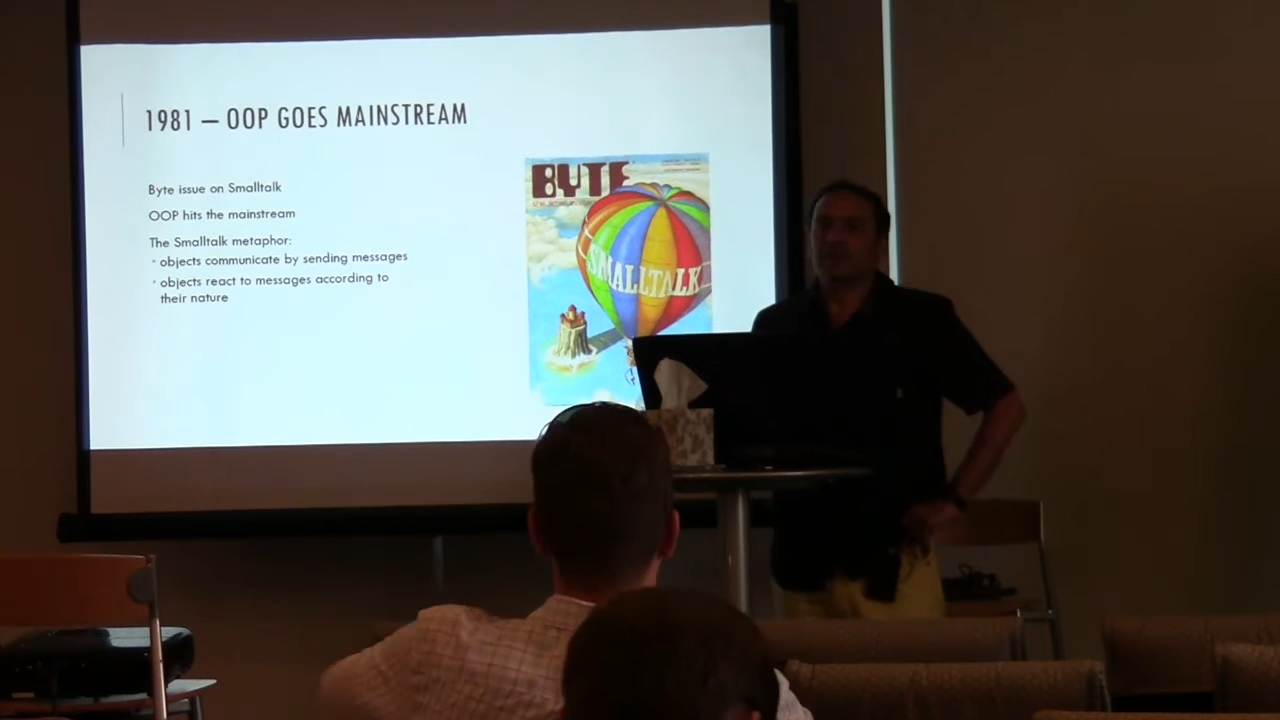 1981 – OOP GOES MAINSTREAM
Byte issue on Smalltalk
OOP hits the mainstream
The Smalltalk metaphor:
objects communicate by sending messages
objects react to messages according to
their nature
BYTE
SMALLTALK